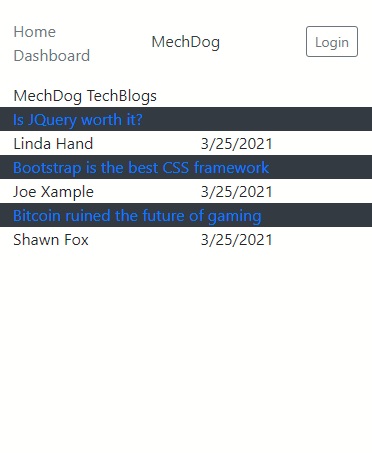 Home
Dashboard
MechDog
Login
MechDog TechBlogs
Is JQuery worth it?
Linda Hand 3/25/2021
Bootstrap is the best CSS framework
Joe Xample 3/25/2021
Bitcoin ruined the future of gaming
Shawn Fox 3/25/2021